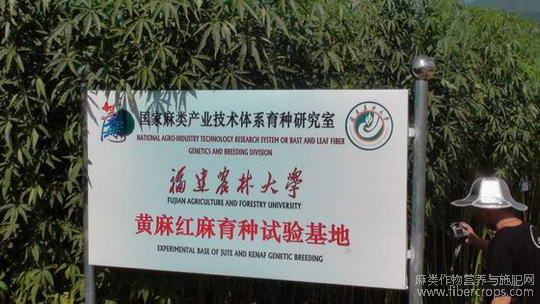 国家麻类产业技术体系育种研究室
NATIONAL AGRO-INDUSTRY TECHNOLOGY RESEARCH SYSTEM OR BAST AND LEAF FIBER
GENETICS AND BREEDING DIVISION
福建农林大学
FUJIAN AGRICULTURE AND FORESTRY UNIVERSITY
黄麻红麻育种试验基地
EXPERIMENTAL BASE OF JUTE AND KENAF GENETIC BREEDING
麻类作物营养与施肥网
www.fibercrops.com